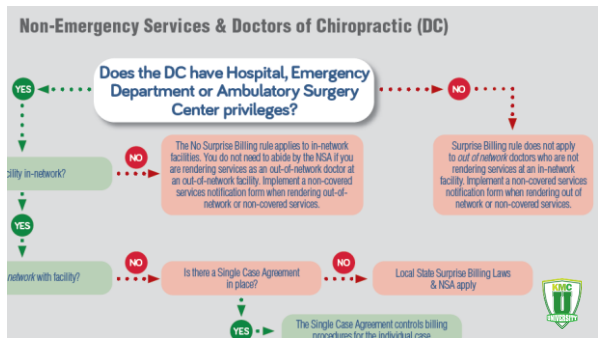 Non-Emergency Services & Doctors of Chiropractic (DC)
Does the DC have Hospital, Emergency
Department or Ambulatory Surgery
Center privileges?
YES
NO
The No Surprise Billing rule applies to in-network
facilities. You do not need to abide by the NSA if you
are rendering services as an out-of-network doctor at
an out-of-network facility. Implement a non-covered
services notification form when rendering out-of-
network or non-covered services.
Surprise Billing rule does not apply
to out of network doctors who are not
rendering services at an in-network
facility. Implement a non-covered services
notification form when rendering out of
network or non-covered services.
cility in-network?
NO
YES
network with facility?
NO
Is there a Single Case Agreement
in place?
NO
Local State Surprise Billing Laws
& NSA apply
YES
The Single Case Agreement controls billing
procedures for the individual case
KMC
U
UNIVERSITY